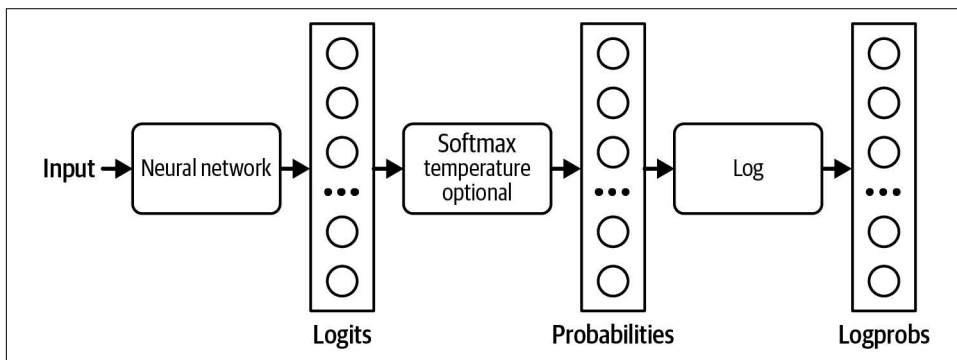 Input
Neural network
Softmax
temperature
optional
Log
Logits
Probabilities
Logprobs